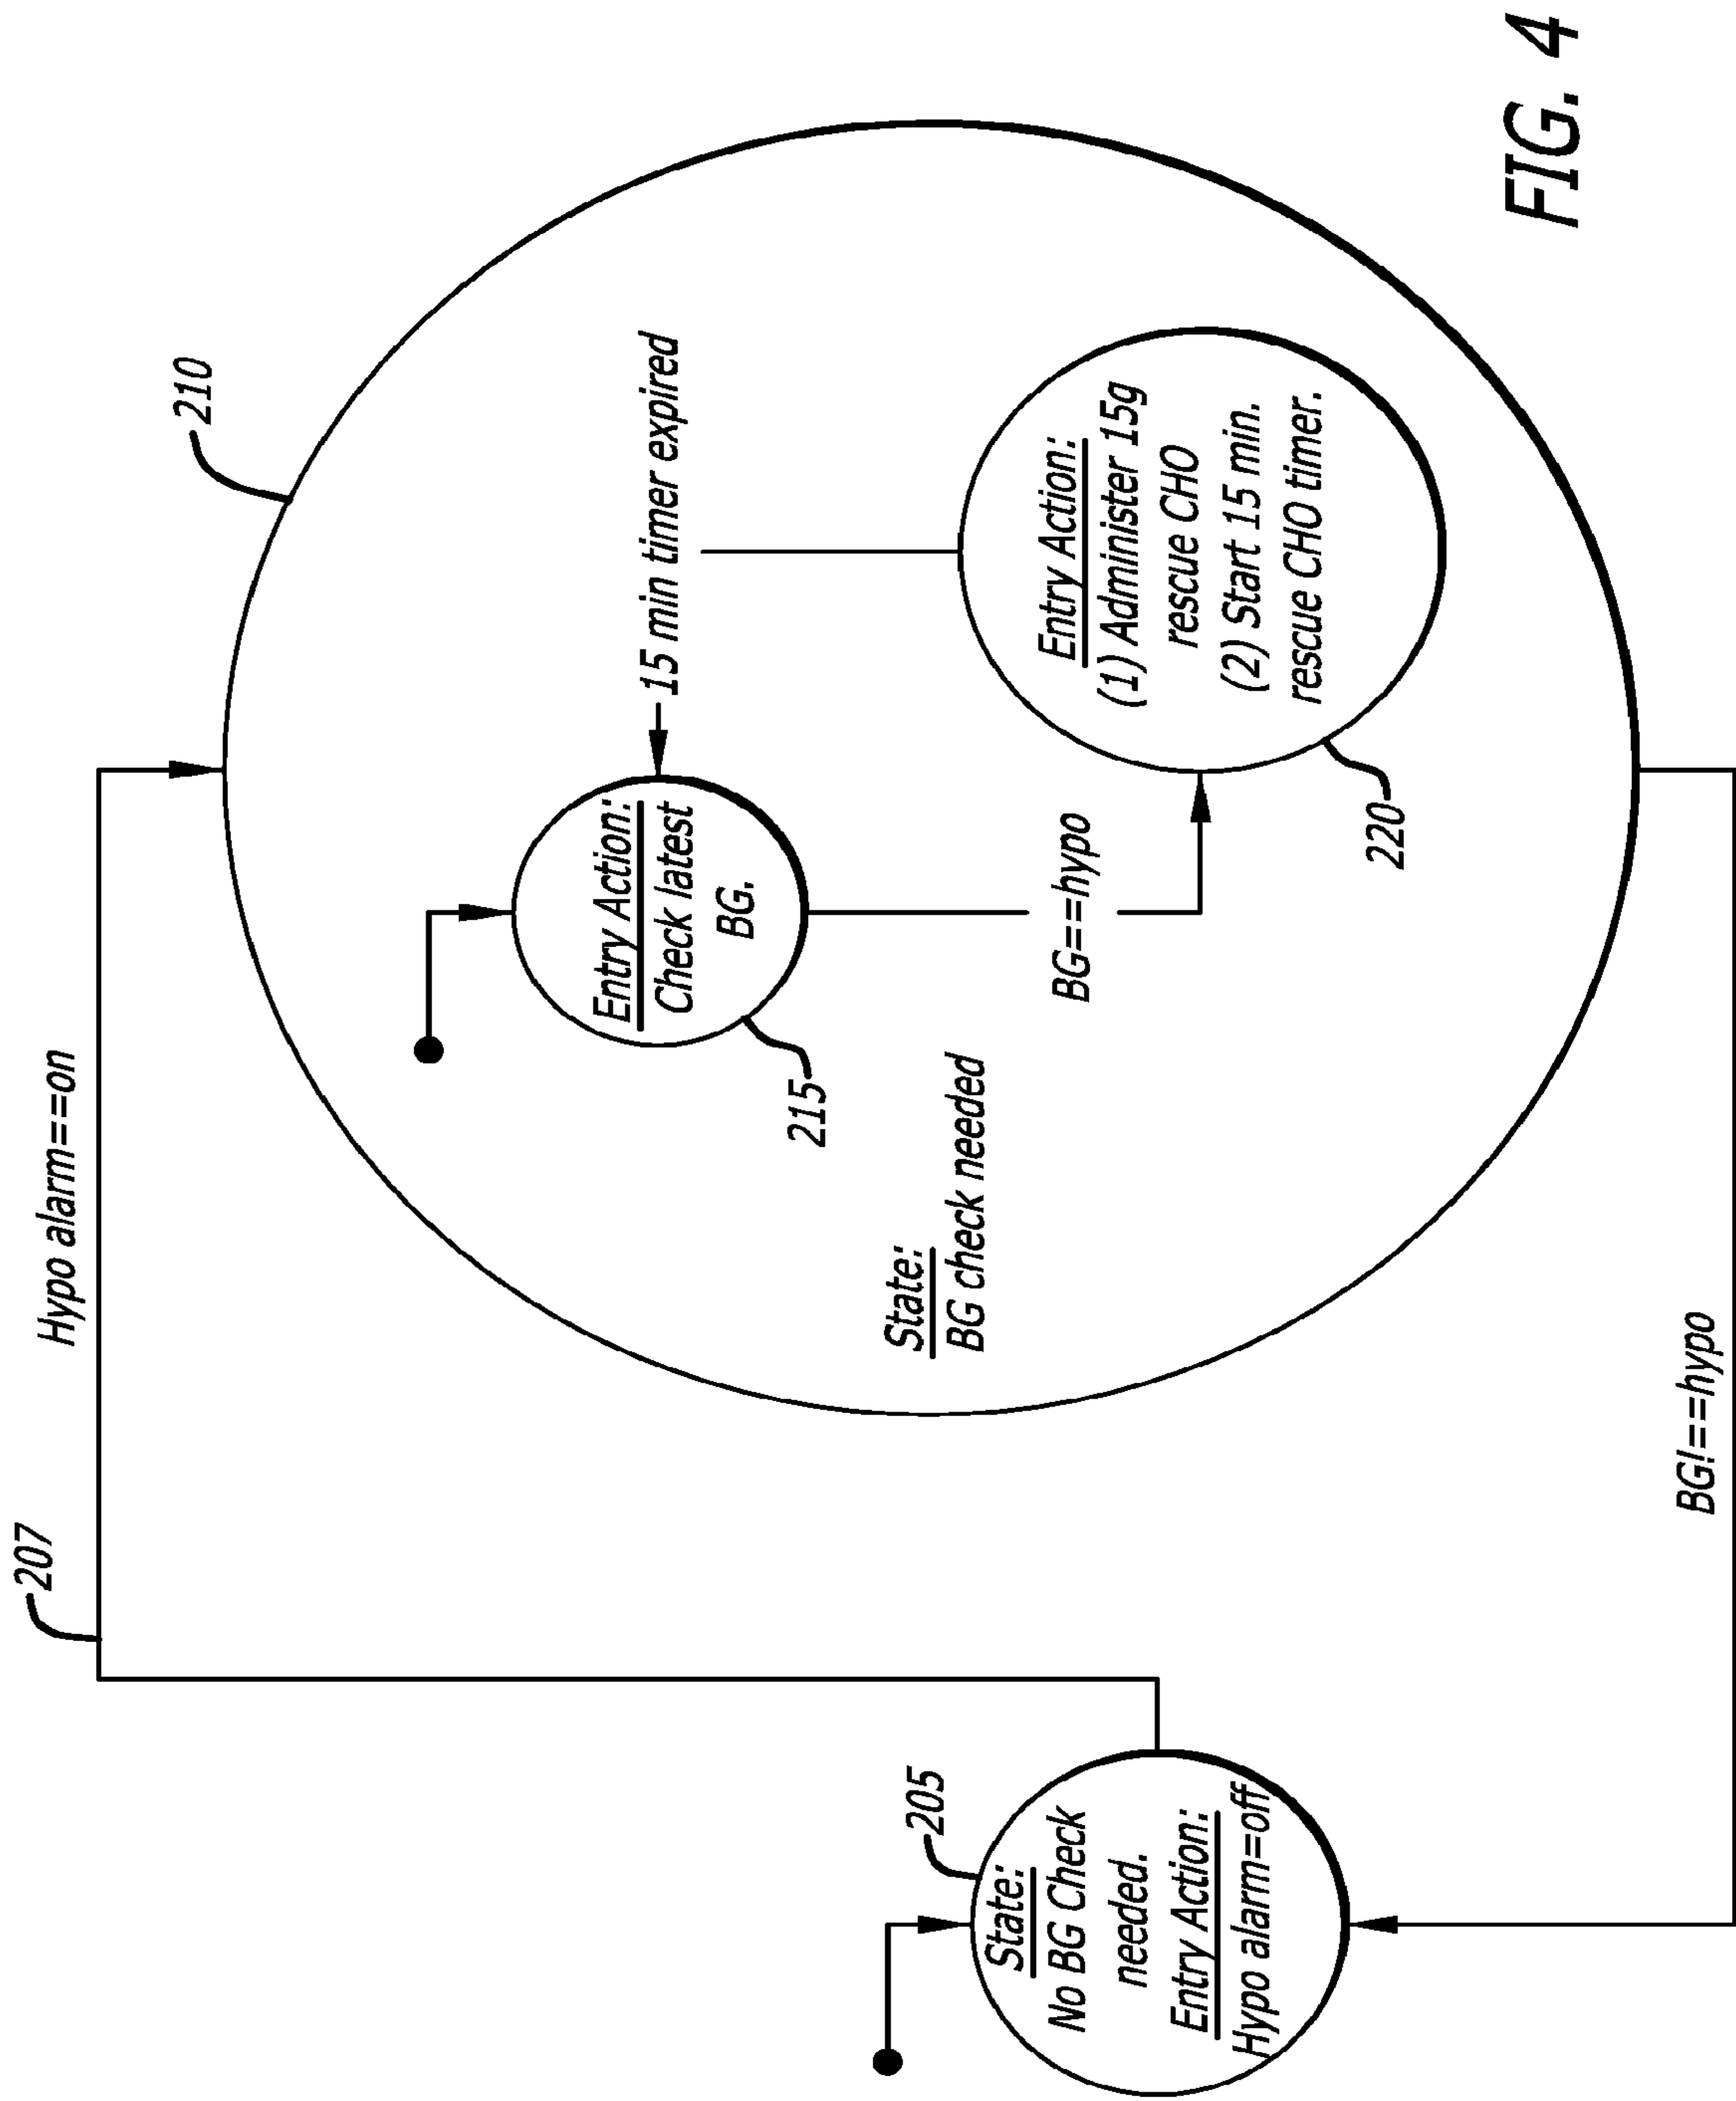 207
Hypo alarm==on
210
15 min timer expired
Entry Action:
Check latest
BG.
215
State:
BG check needed
BG==hypo
Entry Action:
(1) Administer 15g
rescue CHO
(2) Start 15 min.
rescue CHO timer.
220
205
State:
No BG Check
needed.
Entry Action:
Hypo alarm=off
BG!==hypo
FIG. 4